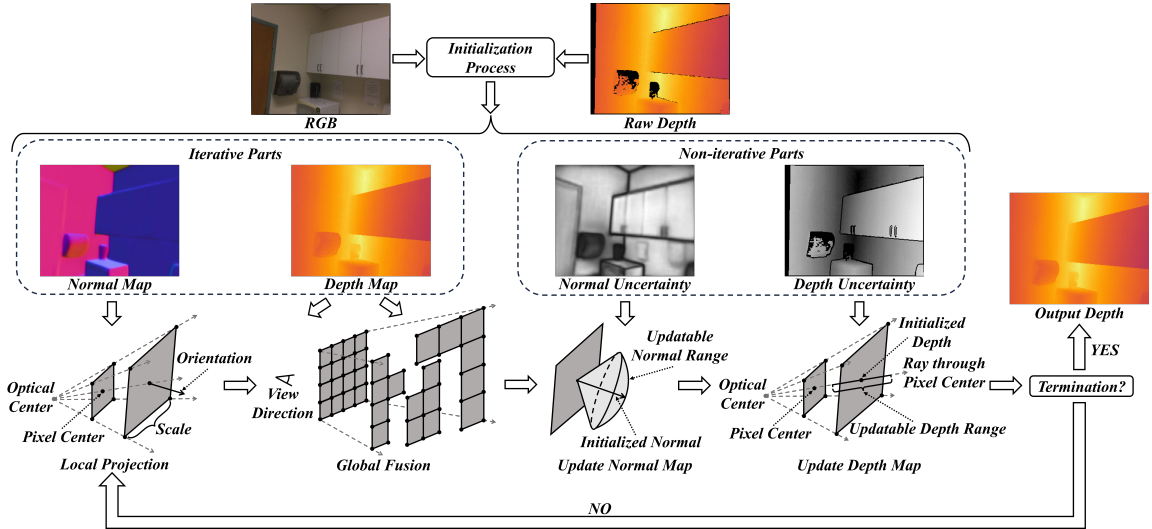 Initialization
Process
RGB
Raw Depth
Iterative Parts
Non-iterative Parts
Normal Map
Depth Map
Normal Uncertainty
Depth Uncertainty
Output Depth
YES
Termination?
Optical
Center
Orientation
Pixel Center
Scale
Local Projection
View
Direction
Global Fusion
Updatable
Normal Range
Initialized Normal
Update Normal Map
Initialized
Depth
Ray through
Pixel Center
Optical
Center
Pixel Center
Updatable Depth Range
Update Depth Map
NO